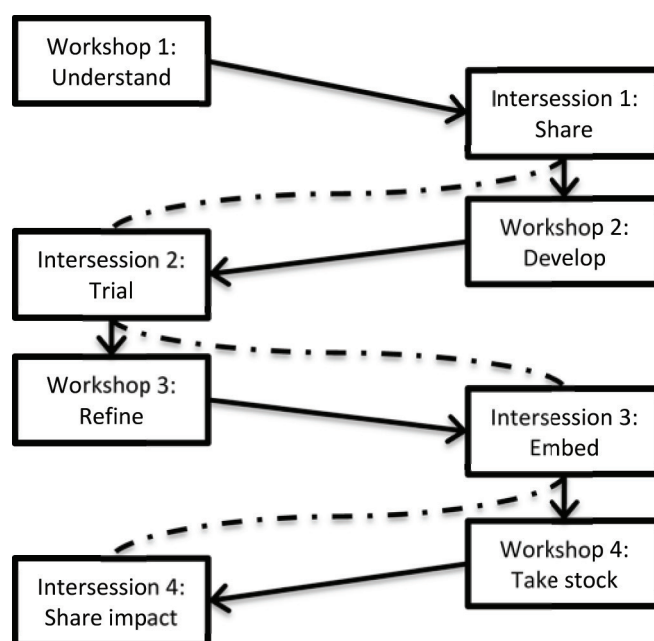 Workshop 1:
Understand
Intersession 1:
Share
Workshop 2:
Develop
Intersession 2:
Trial
Workshop 3:
Refine
Intersession 3:
Embed
Workshop 4:
Take stock
Intersession 4:
Share impact